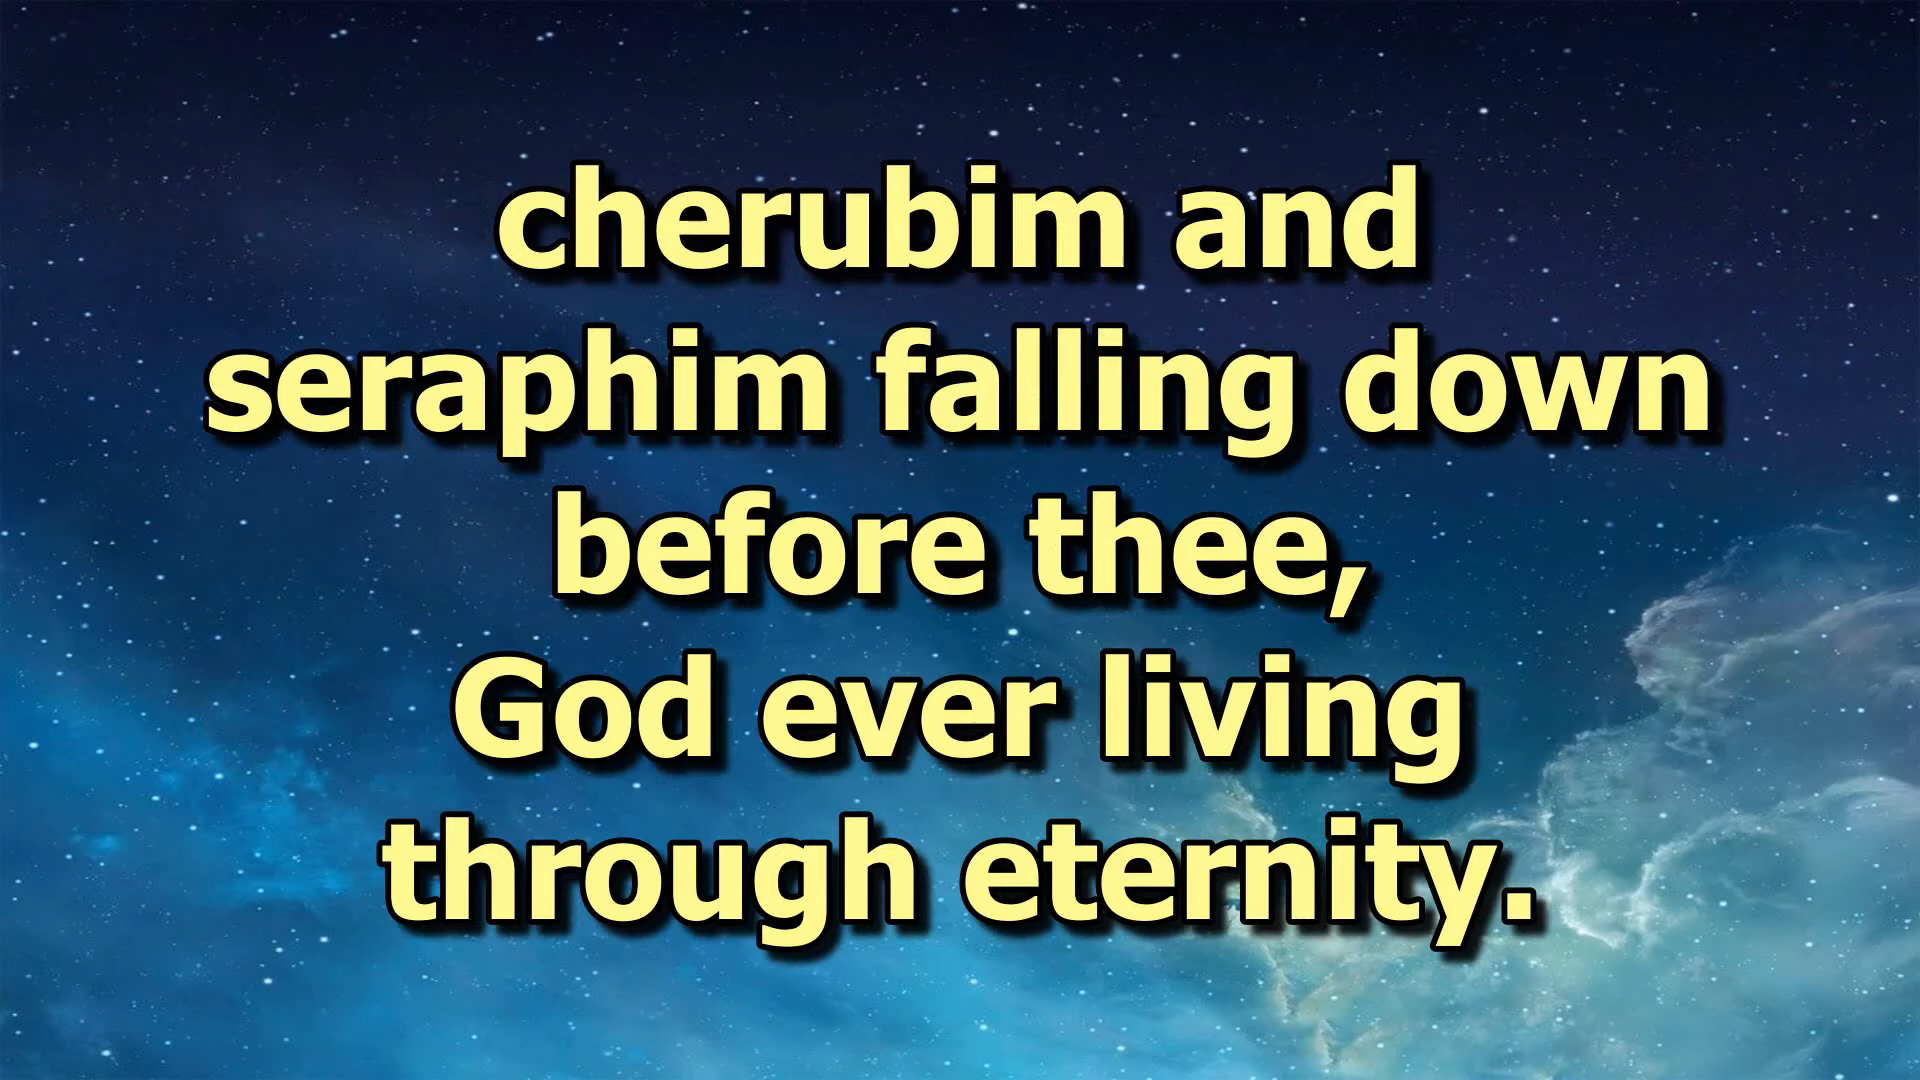 cherubim and
seraphim falling down
before thee,
God ever living
through eternity.